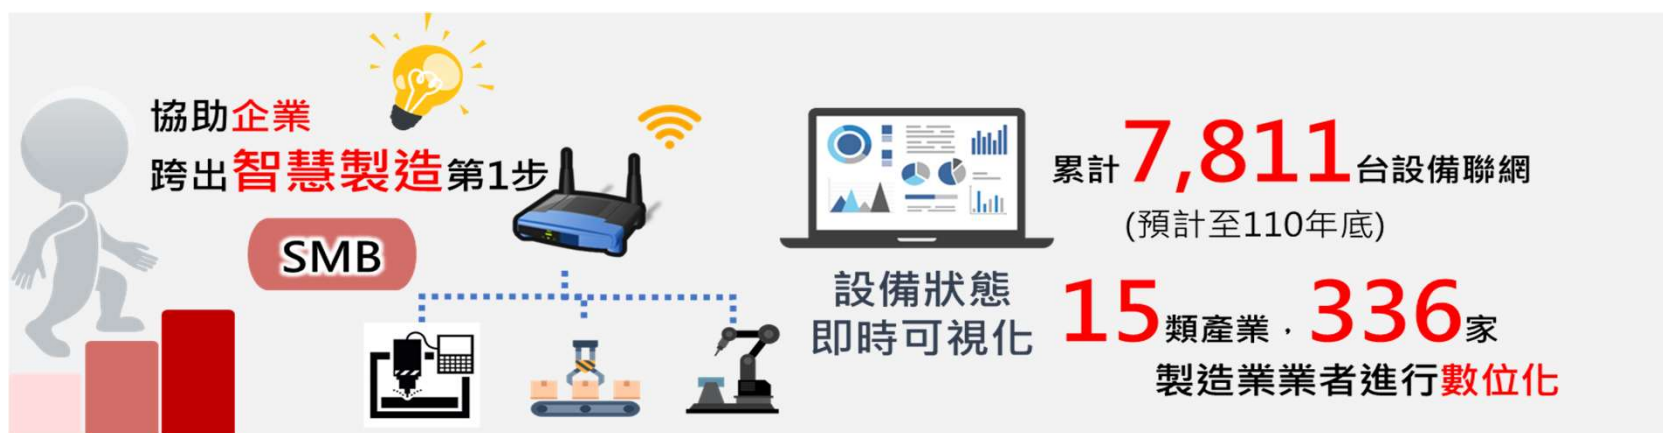 協助企業
跨出智慧製造第1步
SMB
設備狀態
即時可視化
累計7,811台設備聯網
(預計至110年底)
15類產業，336家
製造業業者進行數位化